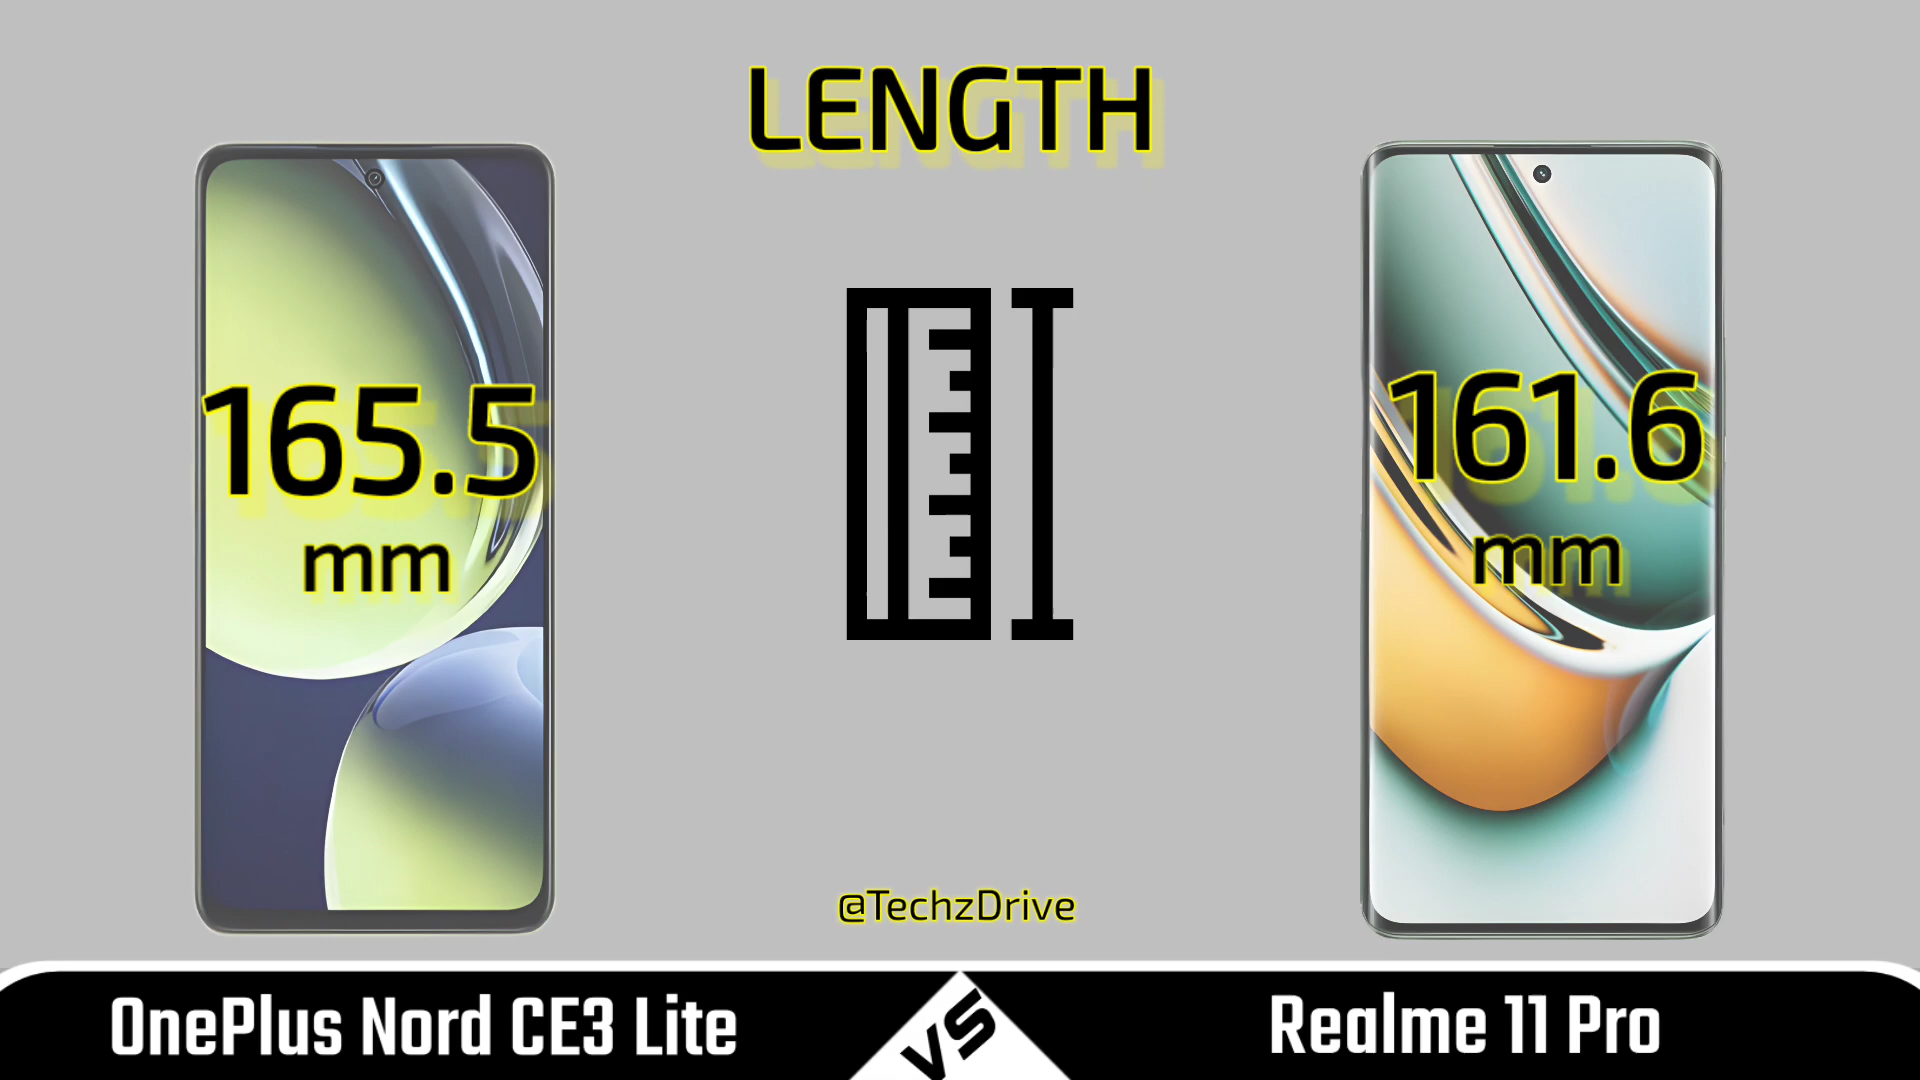 LENGTH
165.5
mm
161.6
mm
@TechzDrive
OnePlus Nord CE3 Lite
VS
Realme 11 Pro